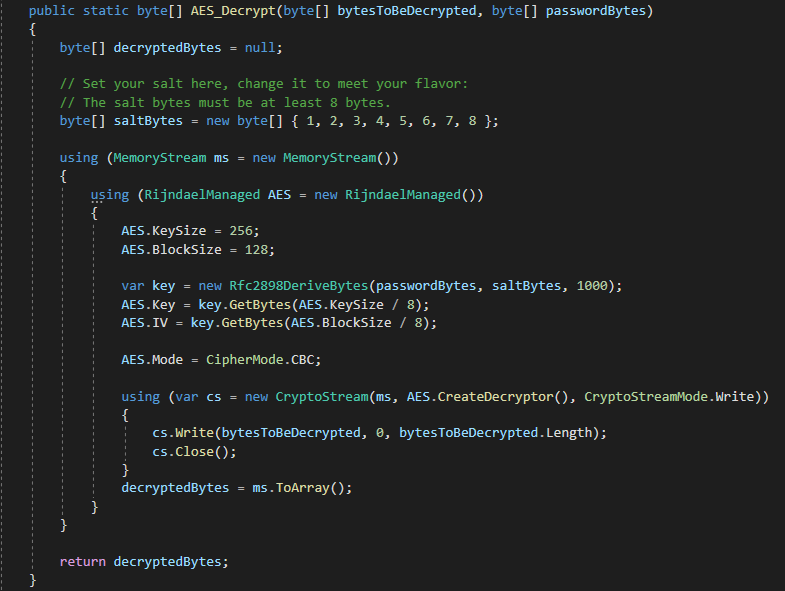 public static byte[] AES_Decrypt(byte[] bytesToBeDecrypted, byte[] passwordBytes)
{
    byte[] decryptedBytes = null;

    // Set your salt here, change it to meet your flavor:
    // The salt bytes must be at least 8 bytes.
    byte[] saltBytes = new byte[] { 1, 2, 3, 4, 5, 6, 7, 8 };

    using (MemoryStream ms = new MemoryStream())
    {
        using (RijndaelManaged AES = new RijndaelManaged())
        {
            AES.KeySize = 256;
            AES.BlockSize = 128;

            var key = new Rfc2898DeriveBytes(passwordBytes, saltBytes, 1000);
            AES.Key = key.GetBytes(AES.KeySize / 8);
            AES.IV = key.GetBytes(AES.BlockSize / 8);

            AES.Mode = CipherMode.CBC;

            using (var cs = new CryptoStream(ms, AES.CreateDecryptor(), CryptoStreamMode.Write))
            {
                cs.Write(bytesToBeDecrypted, 0, bytesToBeDecrypted.Length);
                cs.Close();
            }
            decryptedBytes = ms.ToArray();
        }
    }

    return decryptedBytes;
}